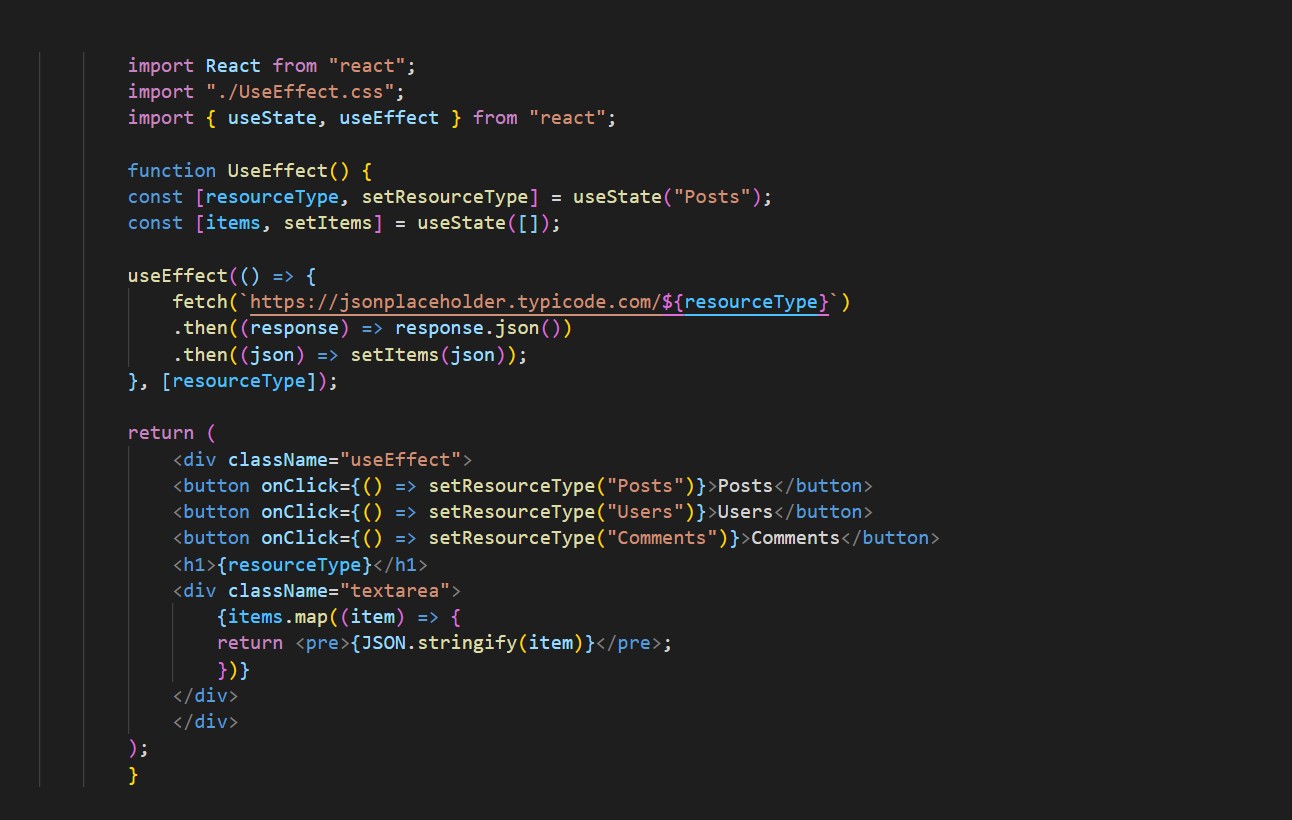 import React from "react";
import "./UseEffect.css";
import { useState, useEffect } from "react";

function UseEffect() {
const [resourceType, setResourceType] = useState("Posts");
const [items, setItems] = useState([]);

useEffect(() => {
    fetch(`https://jsonplaceholder.typicode.com/${resourceType}`)
    .then((response) => response.json())
    .then((json) => setItems(json));
}, [resourceType]);

return (
    <div className="useEffect">
    <button onClick={() => setResourceType("Posts")}>Posts</button>
    <button onClick={() => setResourceType("Users")}>Users</button>
    <button onClick={() => setResourceType("Comments")}>Comments</button>
    <h1>{resourceType}</h1>
    <div className="textarea">
        {items.map((item) => {
        return <pre>{JSON.stringify(item)}</pre>;
        })}
    </div>
    </div>
);
}